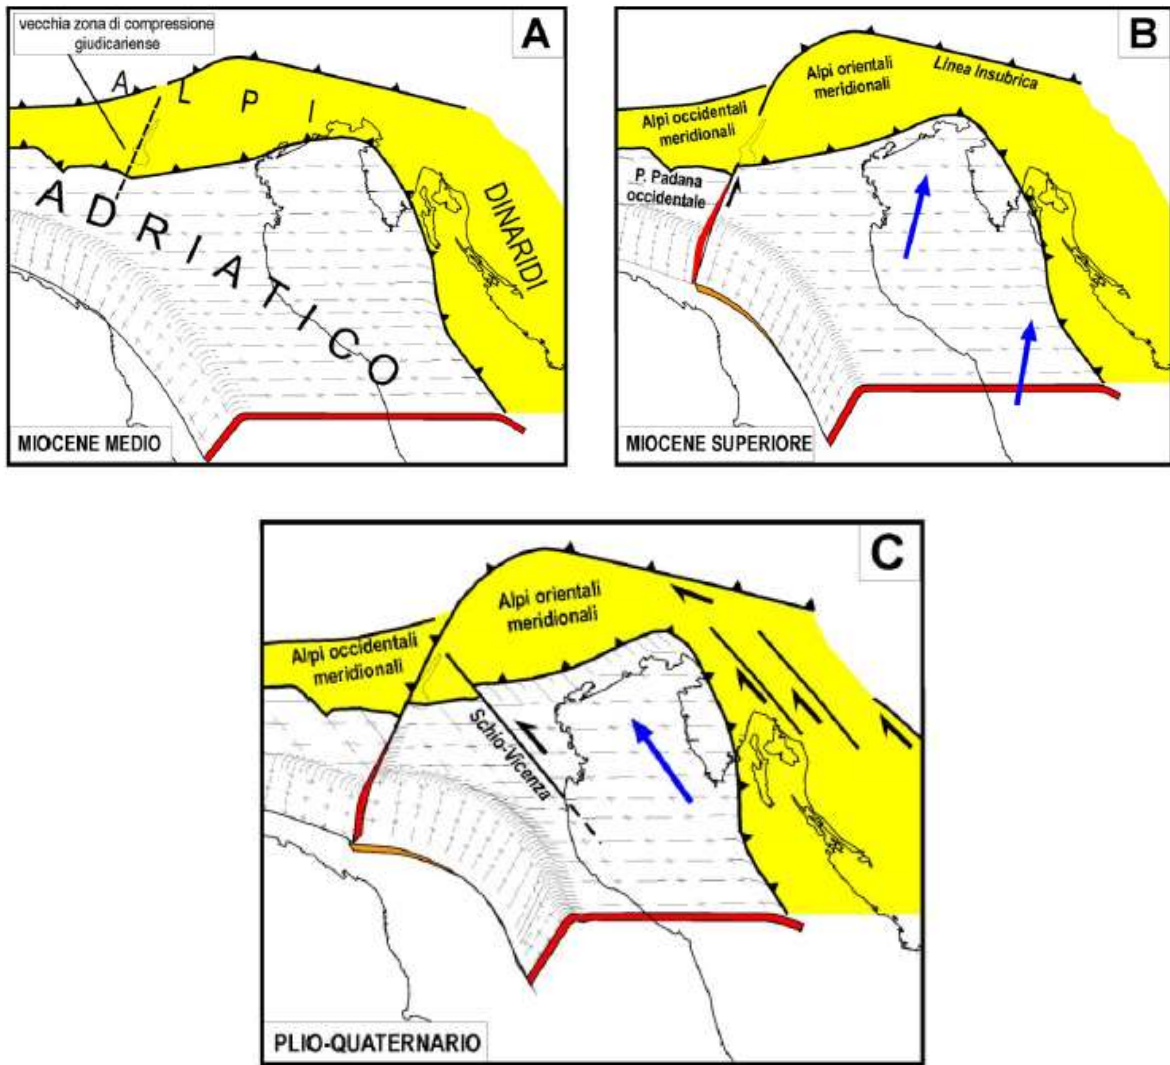 vecchia zona di compressione
giudicariense
A
A L P I
ADRIATICO
DINARIDI
MIOCENE MEDIO
B
Alpi orientali
meridionali
Linea Insubrica
Alpi occidentali
meridionali
P. Padana
occidentale
MIOCENE SUPERIORE
C
Alpi orientali
meridionali
Alpi occidentali
meridionali
Schio-Vicenza
PLIO-QUATERNARIO